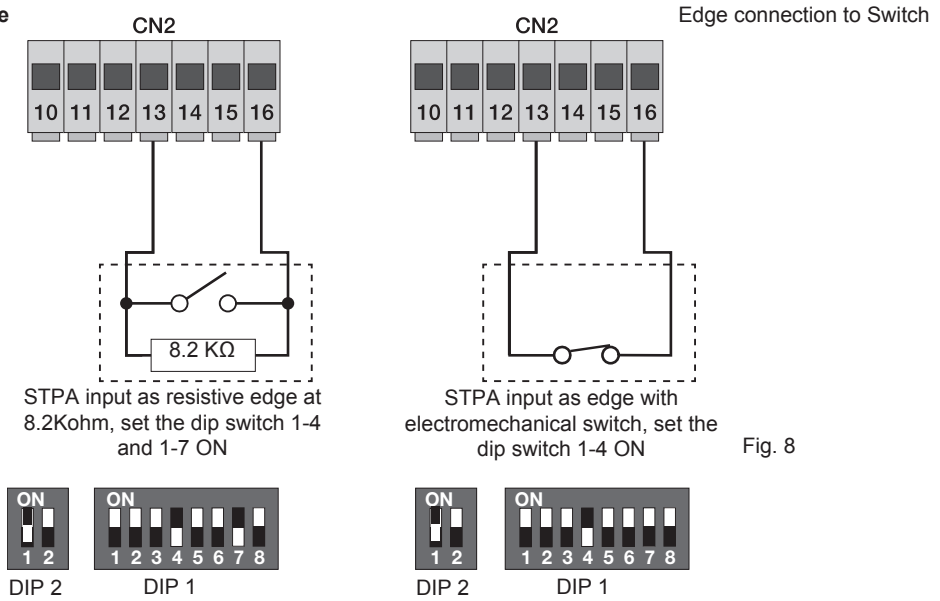 e
Edge connection to Switch
CN2
10 11 12 13 14 15 16
8.2 KΩ
STPA input as resistive edge at
8.2Kohm, set the dip switch 1-4
and 1-7 ON
ON
1 2
DIP 2
ON
1 2 3 4 5 6 7 8
DIP 1
CN2
10 11 12 13 14 15 16
STPA input as edge with
electromechanical switch, set the
dip switch 1-4 ON
Fig. 8
ON
1 2
DIP 2
ON
1 2 3 4 5 6 7 8
DIP 1